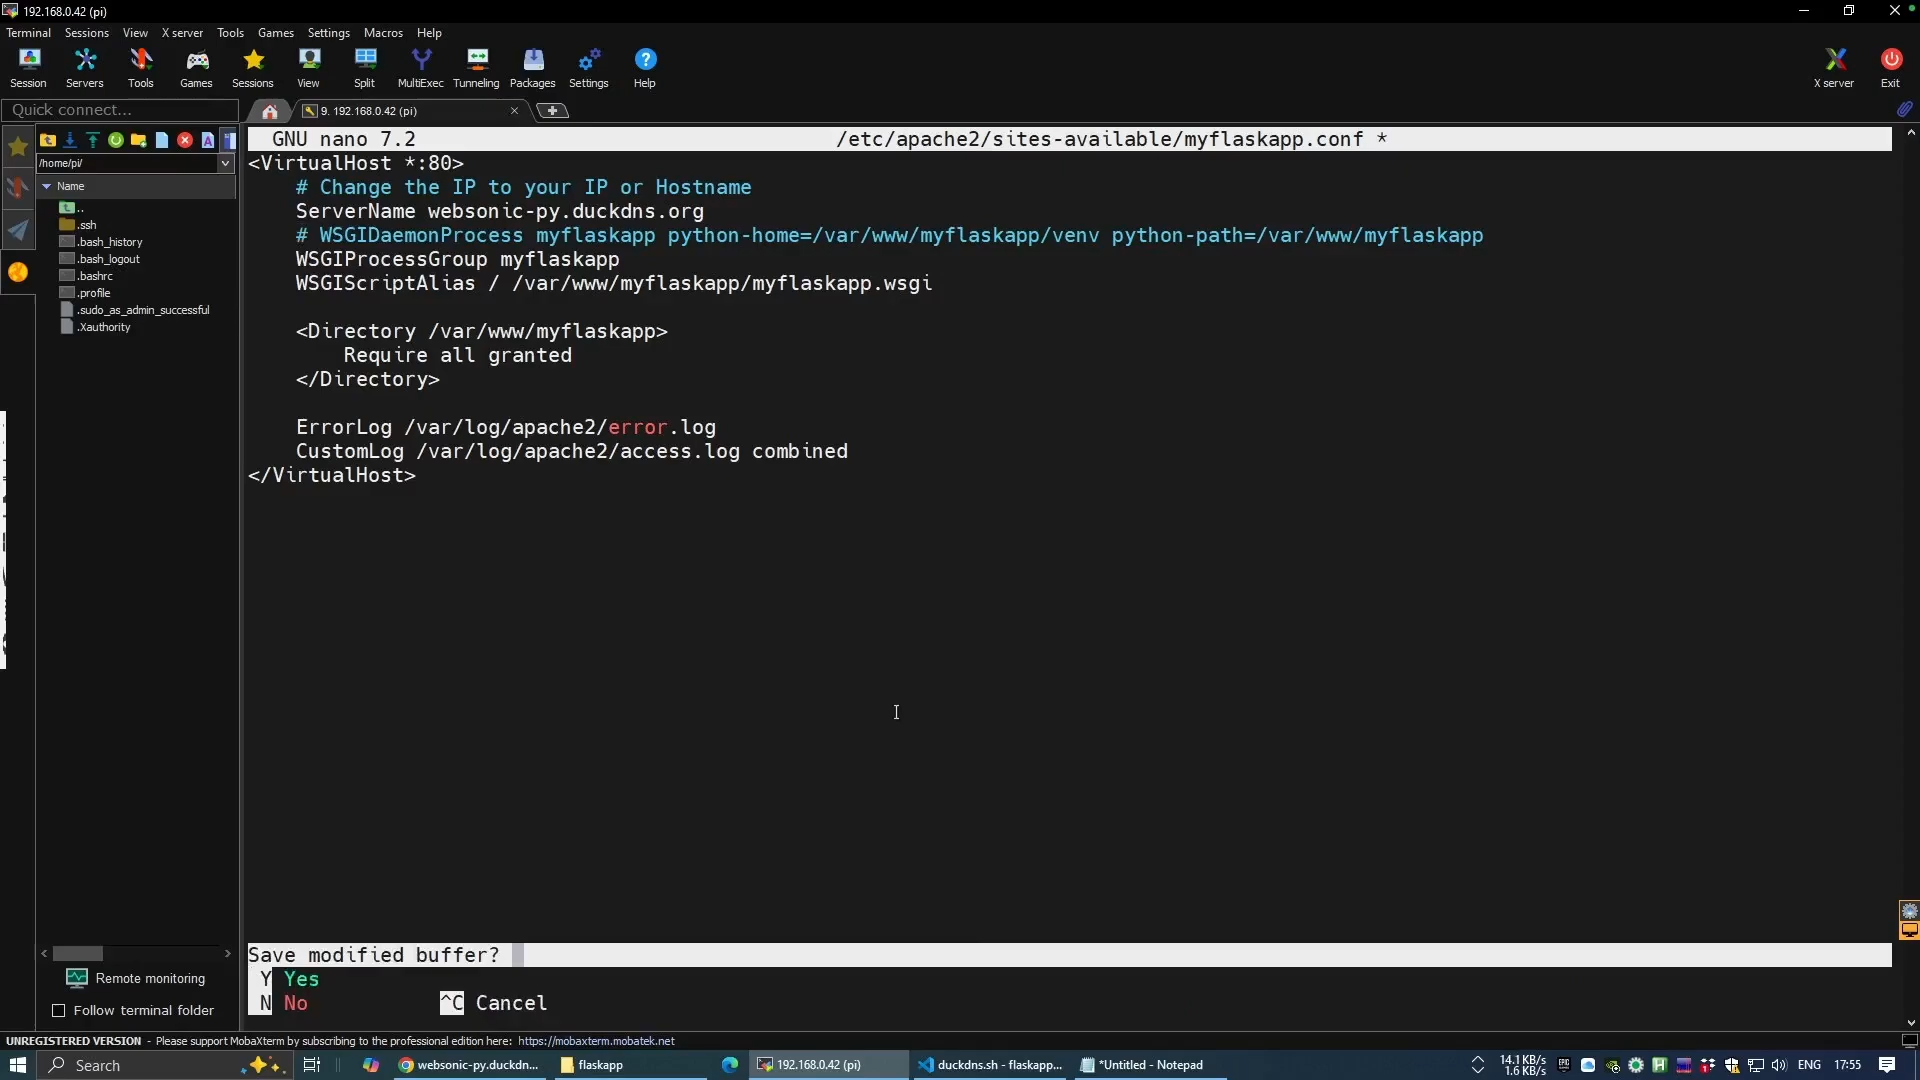 192.168.0.42 (pi)
Terminal Sessions View X server Tools Games Settings Macros Help
Session Servers Tools Games Sessions View Split MultiExec Tunneling Packages Settings Help X server Exit
Quick connect...
9. 192.168.0.42 (pi)
/home/pi/
Name
..
.ssh
.bash_history
.bash_logout
.bashrc
.profile
.sudo_as_admin_successful
.Xauthority
GNU nano 7.2 /etc/apache2/sites-available/myflaskapp.conf *
<VirtualHost *:80>
# Change the IP to your IP or Hostname
ServerName websonic-py.duckdns.org
# WSGIDaemonProcess myflaskapp python-home=/var/www/myflaskapp/venv python-path=/var/www/myflaskapp
WSGIProcessGroup myflaskapp
WSGIScriptAlias / /var/www/myflaskapp/myflaskapp.wsgi
<Directory /var/www/myflaskapp>
Require all granted
</Directory>
ErrorLog /var/log/apache2/error.log
CustomLog /var/log/apache2/access.log combined
</VirtualHost>
Save modified buffer?
Y Yes
N No ^C Cancel
Remote monitoring
Follow terminal folder
UNREGISTERED VERSION - Please support MobaXterm by subscribing to the professional edition here: https://mobaxterm.mobatek.net
Search
websonic-py.duckdn...
flaskapp
192.168.0.42 (pi)
duckdns.sh - flaskapp...
*Untitled - Notepad
14.1 KB/s
1.6 KB/s
ENG
17:55